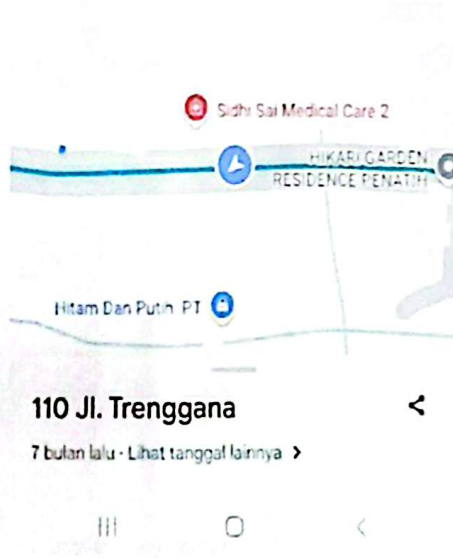 Sidhi Sai Medical Care 2
HIKARI GARDEN
RESIDENCE PENATIH
Hitam Dan Putih. PT
110 Jl. Trenggana
7 bulan lalu · Lihat tanggal lainnya >